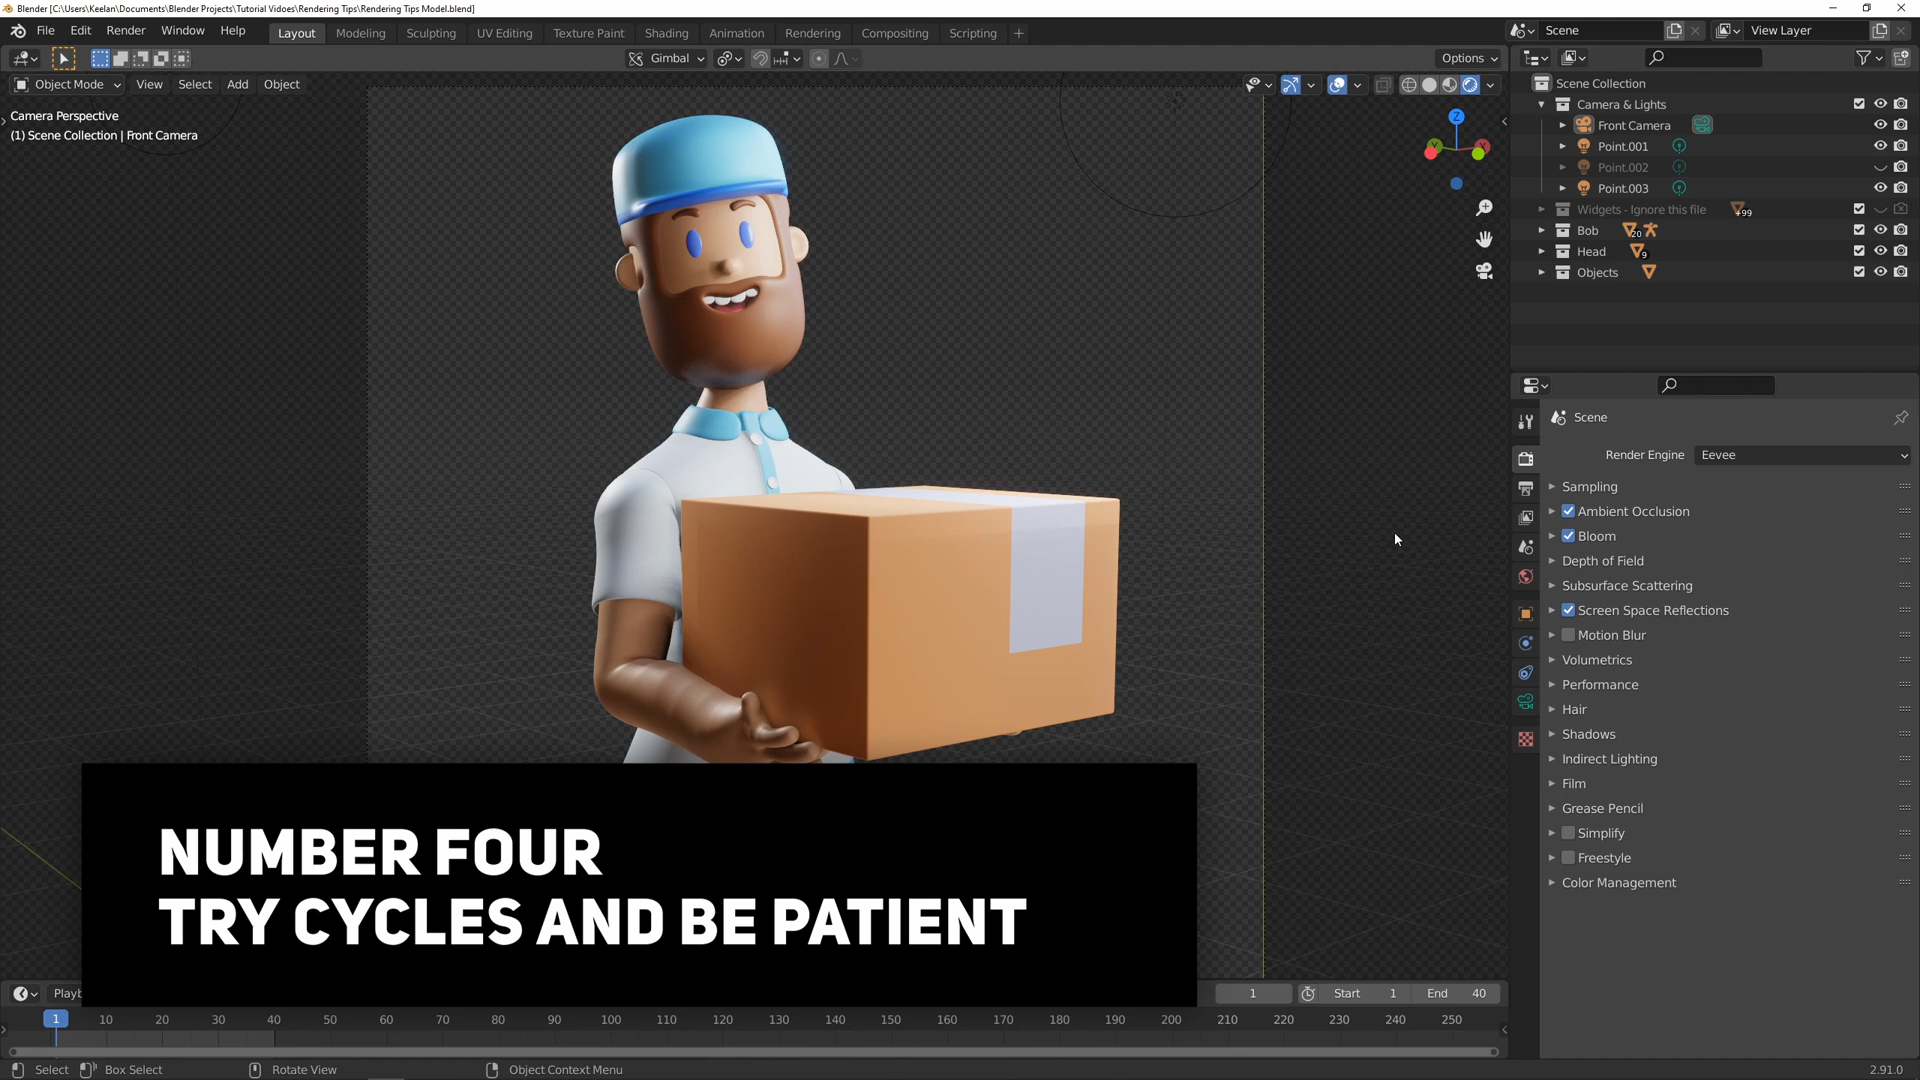 Blender [C:\Users\Keelan\Documents\Blender Projects\Tutorial Vidoes\Rendering Tips\Rendering Tips Model.blend]
File Edit Render Window Help Layout Modeling Sculpting UV Editing Texture Paint Shading Animation Rendering Compositing Scripting + Scene View Layer
Gimbal Options
Object Mode View Select Add Object
Camera Perspective
(1) Scene Collection | Front Camera
Z
Y
X
Scene Collection
Camera & Lights
Front Camera
Point.001
Point.002
Point.003
Widgets - Ignore this file +99
Bob 20
Head 9
Objects
Scene
Render Engine Eevee
Sampling
Ambient Occlusion
Bloom
Depth of Field
Subsurface Scattering
Screen Space Reflections
Motion Blur
Volumetrics
Performance
Hair
Shadows
Indirect Lighting
Film
Grease Pencil
Simplify
Freestyle
Color Management
NUMBER FOUR
TRY CYCLES AND BE PATIENT
Playb 1 Start 1 End 40
1 10 20 30 40 50 60 70 80 90 100 110 120 130 140 150 160 170 180 190 200 210 220 230 240 250
Select Box Select Rotate View Object Context Menu 2.91.0